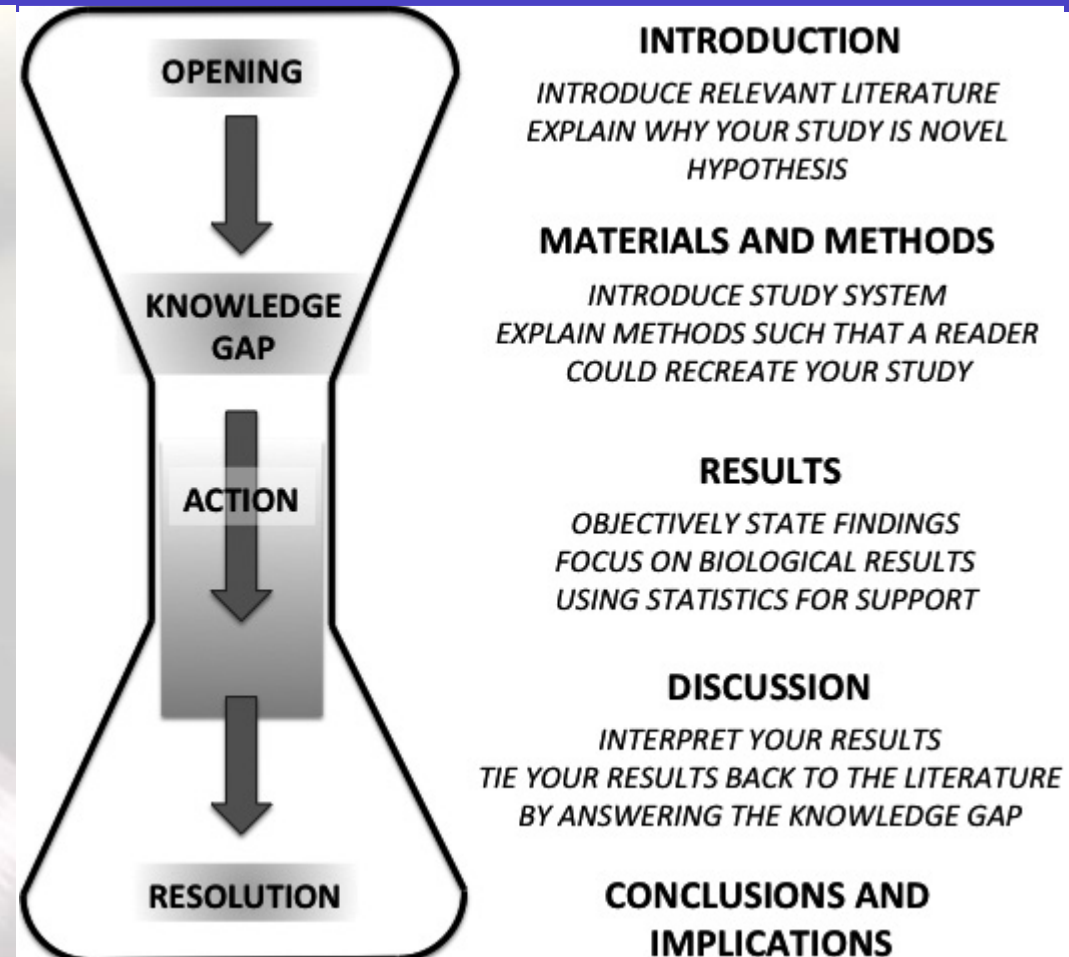 OPENING
KNOWLEDGE
GAP
ACTION
RESOLUTION
INTRODUCTION
INTRODUCE RELEVANT LITERATURE
EXPLAIN WHY YOUR STUDY IS NOVEL
HYPOTHESIS
MATERIALS AND METHODS
INTRODUCE STUDY SYSTEM
EXPLAIN METHODS SUCH THAT A READER
COULD RECREATE YOUR STUDY
RESULTS
OBJECTIVELY STATE FINDINGS
FOCUS ON BIOLOGICAL RESULTS
USING STATISTICS FOR SUPPORT
DISCUSSION
INTERPRET YOUR RESULTS
TIE YOUR RESULTS BACK TO THE LITERATURE
BY ANSWERING THE KNOWLEDGE GAP
CONCLUSIONS AND
IMPLICATIONS